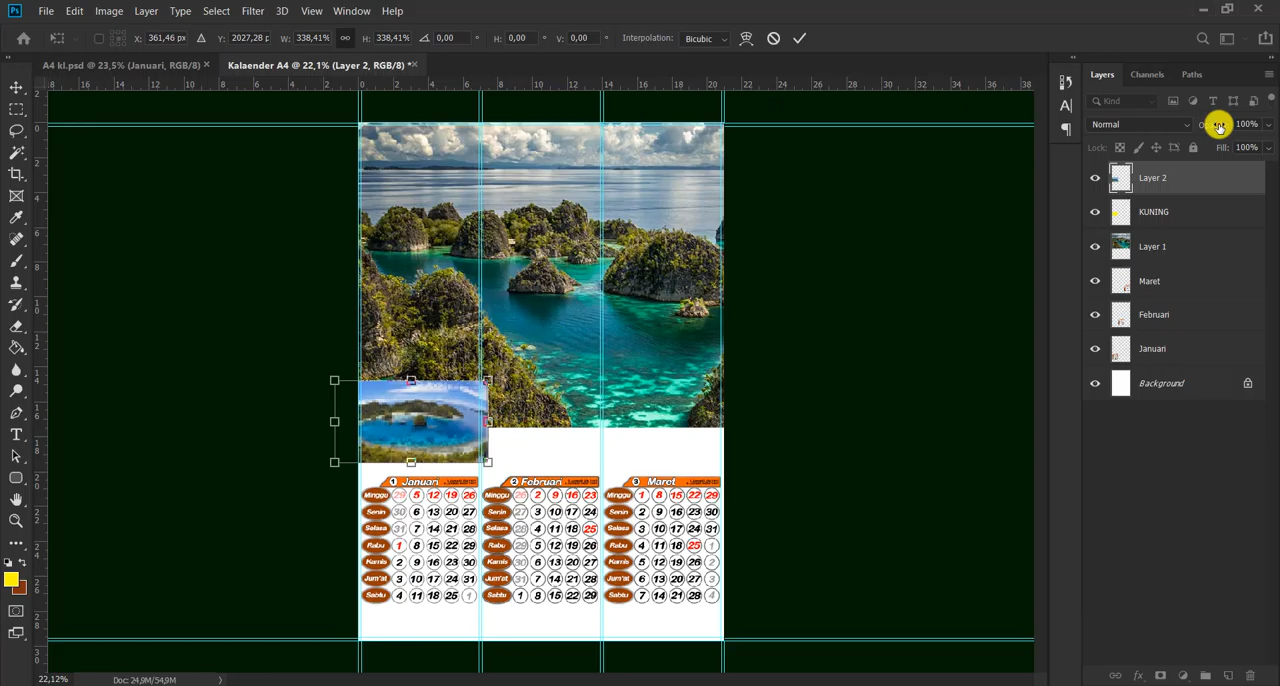 Ps File Edit Image Layer Type Select Filter 3D View Window Help
X: 361,46 px Y: 2027,28 p W: 338,41% H: 338,41% 0,00 ° H: 0,00 ° V: 0,00 ° Interpolation: Bicubic
A4 kl.psd @ 23,5% (Januari, RGB/8) * × Kalaender A4 @ 22,1% (Layer 2, RGB/8) * ×
Layers Channels Paths
Kind
Normal 100%
Lock: Fill: 100%
Layer 2
KUNING
Layer 1
Maret
Februari
Januari
Background
1 Januari
Minggu 29 5 12 19 26
Senin 30 6 13 20 27
Selasa 31 7 14 21 28
Rabu 1 8 15 22 29
Kamis 2 9 16 23 30
Jum'at 3 10 17 24 31
Sabtu 4 11 18 25 1
2 Februari
Minggu 26 2 9 16 23
Senin 27 3 10 17 24
Selasa 28 4 11 18 25
Rabu 29 5 12 19 26
Kamis 30 6 13 20 27
Jum'at 31 7 14 21 28
Sabtu 1 8 15 22 29
3 Maret
Minggu 1 8 15 22 29
Senin 2 9 16 23 30
Selasa 3 10 17 24 31
Rabu 4 11 18 25 1
Kamis 5 12 19 26 2
Jum'at 6 13 20 27 3
Sabtu 7 14 21 28 4
22,12% Doc: 24,9M/54,9M